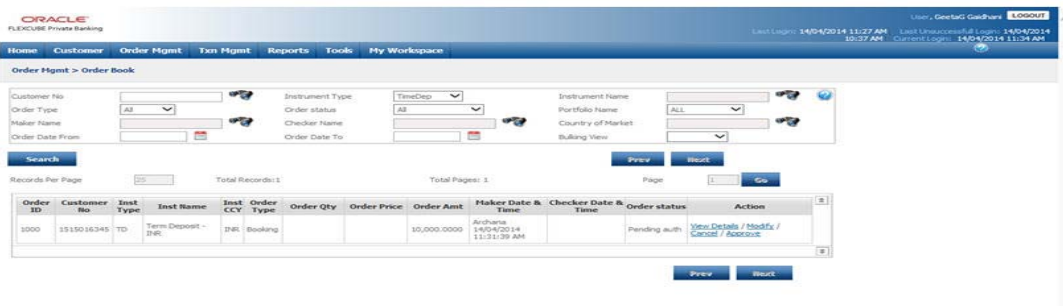 ORACLE
FLEXCUBE Private Banking
User, GeetaG Gaidhani LOGOUT
Last Login: 14/04/2014 11:27 AM Last Unsuccessfull Login: 14/04/2014
10:37 AM Current Login: 14/04/2014 11:34 AM
Home Customer Order Mgmt Txn Mgmt Reports Tools My Workspace
Order Mgmt > Order Book
Customer No Instrument Type TimeDep Instrument Name
Order Type All Order status All Portfolio Name ALL
Maker Name Checker Name Country of Market
Order Date From Order Date To Bulking View
Search Prev Next
Records Per Page 25 Total Records:1 Total Pages: 1 Page 1 Go
Order ID Customer No Inst Type Inst Name Inst CCY Order Type Order Qty Order Price Order Amt Maker Date & Time Checker Date & Time Order status Action
1000 1515016345 TD Term Deposit - INR INR Booking 10,000.0000 Archana 14/04/2014 11:31:39 AM Pending auth View Details / Modify / Cancel / Approve
Prev Next